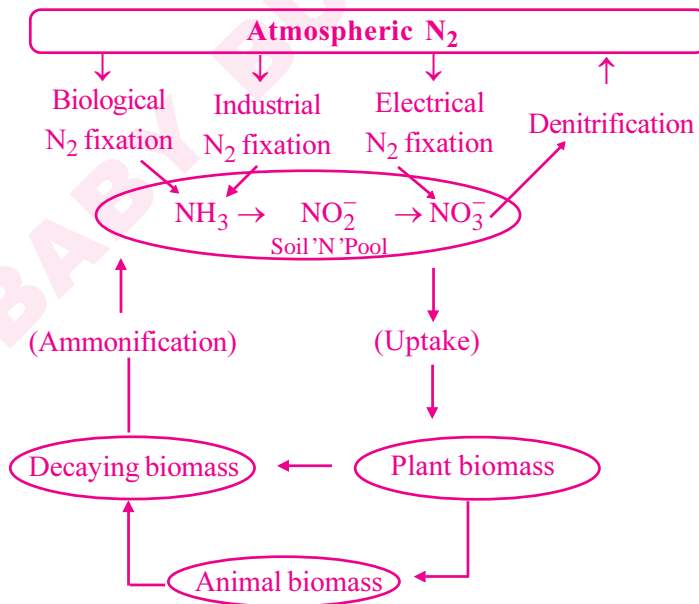 Atmospheric N₂
Biological
N₂ fixation
Industrial
N₂ fixation
Electrical
N₂ fixation
Denitrification
NH₃ → NO₂⁻ → NO₃⁻
Soil 'N' Pool
(Ammonification)
(Uptake)
Decaying biomass
Plant biomass
Animal biomass